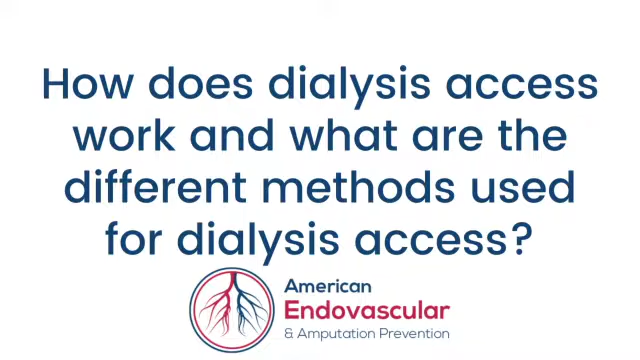 How does dialysis access
work and what are the
different methods used
for dialysis access?
American
Endovascular
& Amputation Prevention